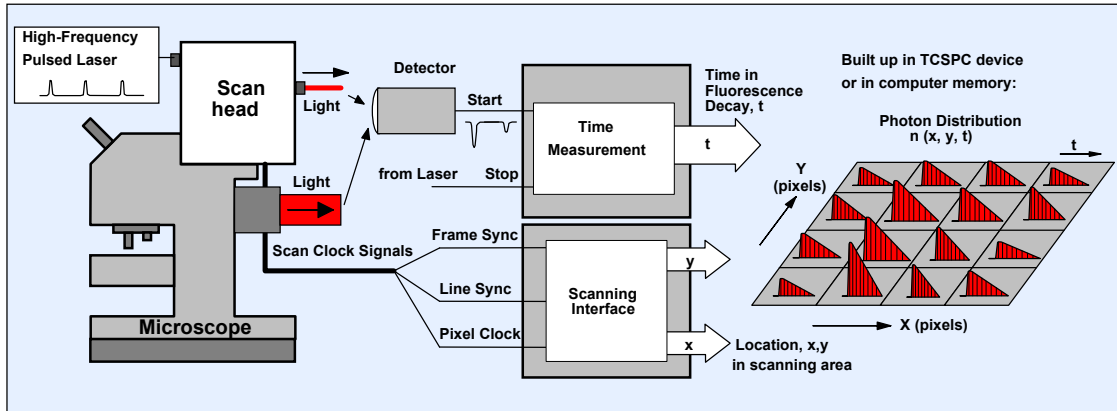 High-Frequency
Pulsed Laser
Scan
head
Light
Detector
Start
Time
Measurement
from Laser
Stop
Time in
Fluorescence
Decay, t
t
Built up in TCSPC device
or in computer memory:
Photon Distribution
n (x, y, t)
t
Y
(pixels)
X (pixels)
Light
Scan Clock Signals
Frame Sync
Line Sync
Pixel Clock
Scanning
Interface
y
x
Location, x,y
in scanning area
Microscope